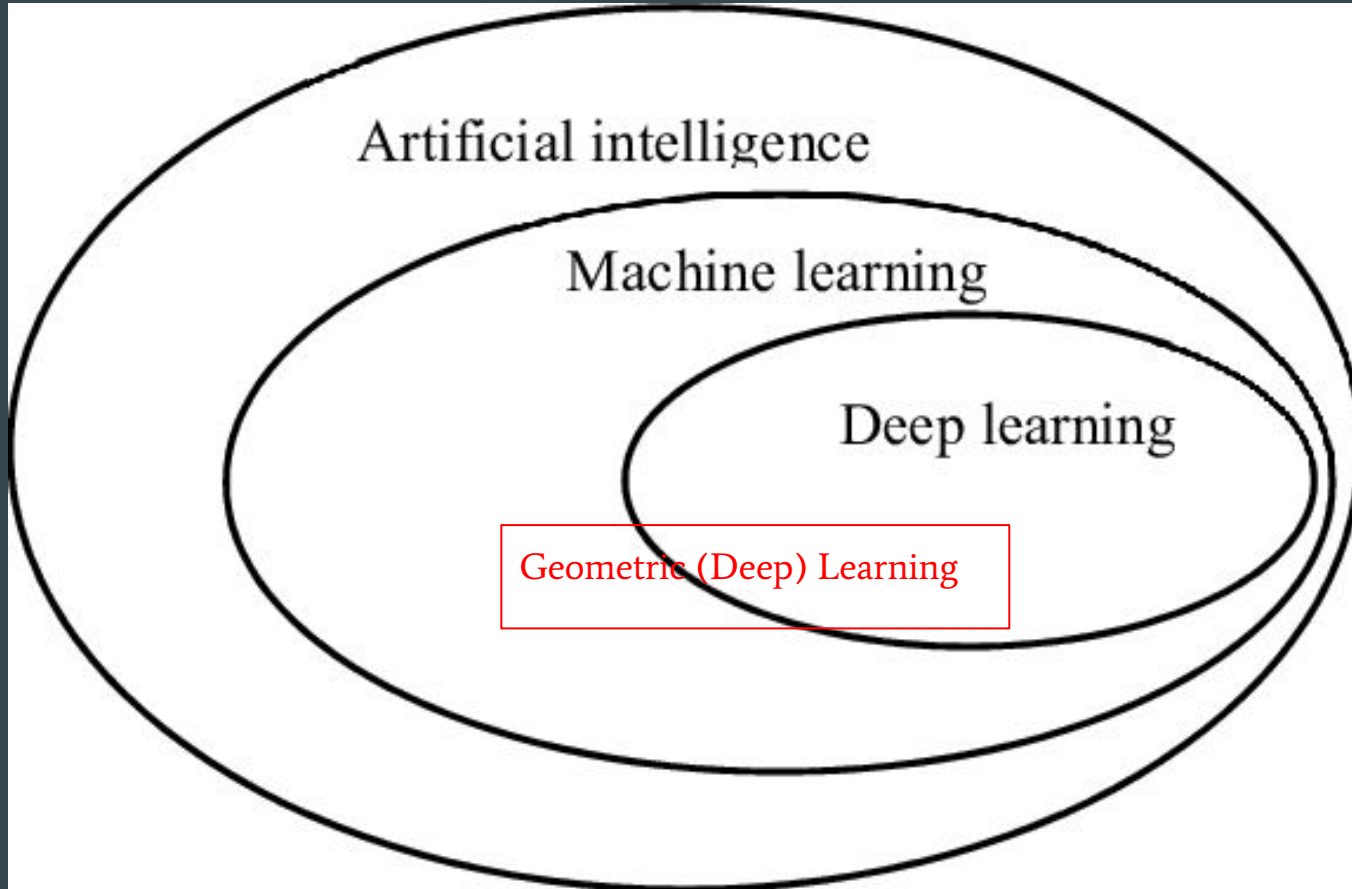 Artificial intelligence
Machine learning
Deep learning
Geometric (Deep) Learning